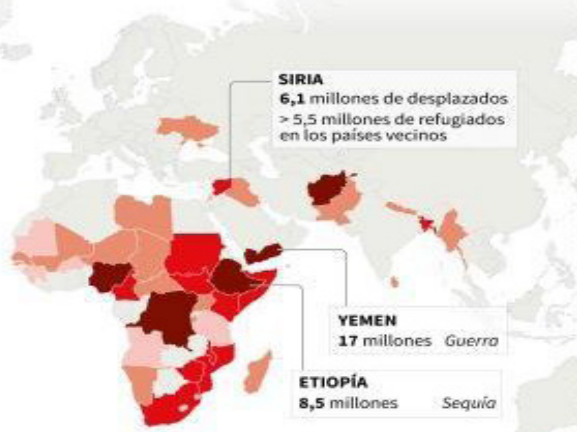 SIRIA
6,1 millones de desplazados
> 5,5 millones de refugiados
en los países vecinos
YEMEN
17 millones Guerra
ETIOPÍA
8,5 millones Sequía